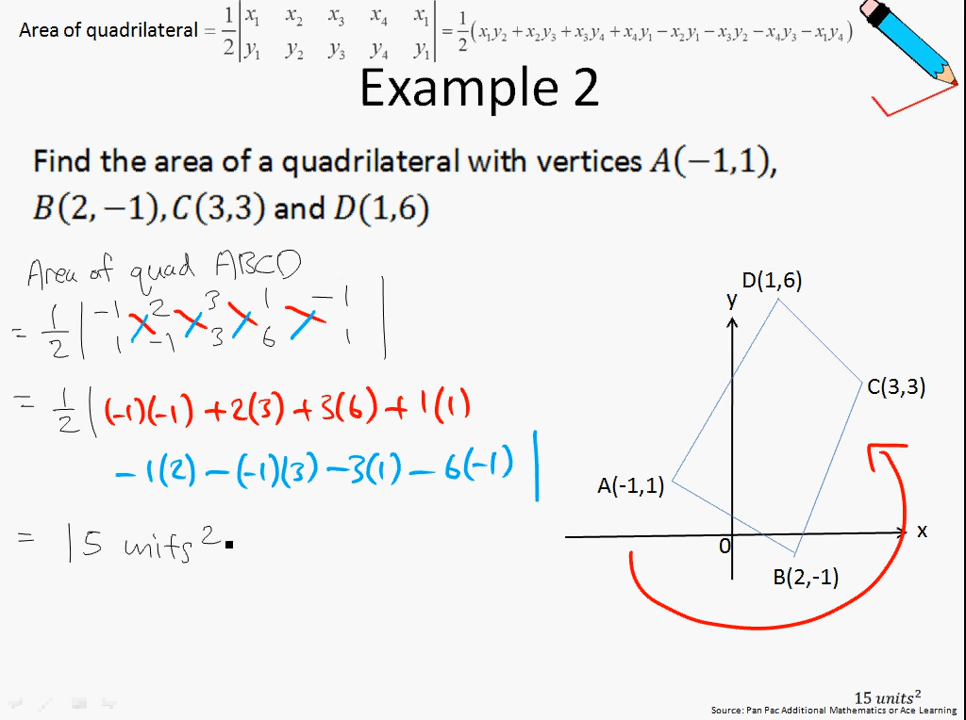 Area of quadrilateral = 1/2 | x₁ x₂ x₃ x₄ x₁ | = 1/2 (x₁y₂ + x₂y₃ + x₃y₄ + x₄y₁ − x₂y₁ − x₃y₂ − x₄y₃ − x₁y₄)
| y₁ y₂ y₃ y₄ y₁ |
Example 2
Find the area of a quadrilateral with vertices A(−1,1),
B(2,−1), C(3,3) and D(1,6)
Area of quad ABCD
= 1/2 | -1 2 3 1 -1 |
| 1 -1 3 6 1 |
= 1/2 | (-1)(-1) + 2(3) + 3(6) + 1(1)
- 1(2) - (-1)(3) - 3(1) - 6(-1) |
= 15 units²
D(1,6)
y
C(3,3)
A(-1,1)
x
0
B(2,-1)
15 units²
Source: Pan Pac Additional Mathematics or Ace Learning